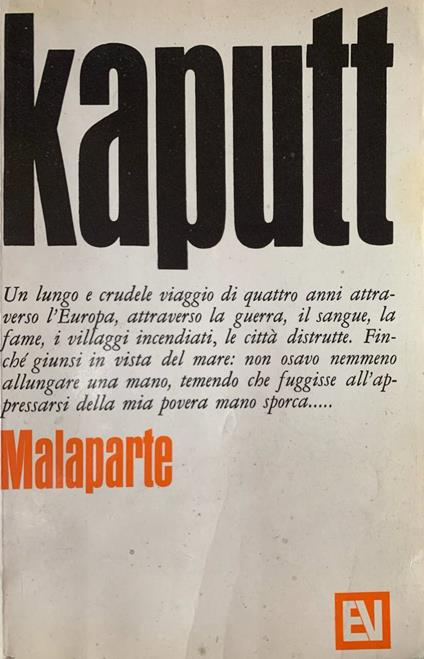 kaputt
Un lungo e crudele viaggio di quattro anni attra-
verso l'Europa, attraverso la guerra, il sangue, la
fame, i villaggi incendiati, le città distrutte. Fin-
ché giunsi in vista del mare: non osavo nemmeno
allungare una mano, temendo che fuggisse all'ap-
pressarsi della mia povera mano sporca.....
Malaparte
EV